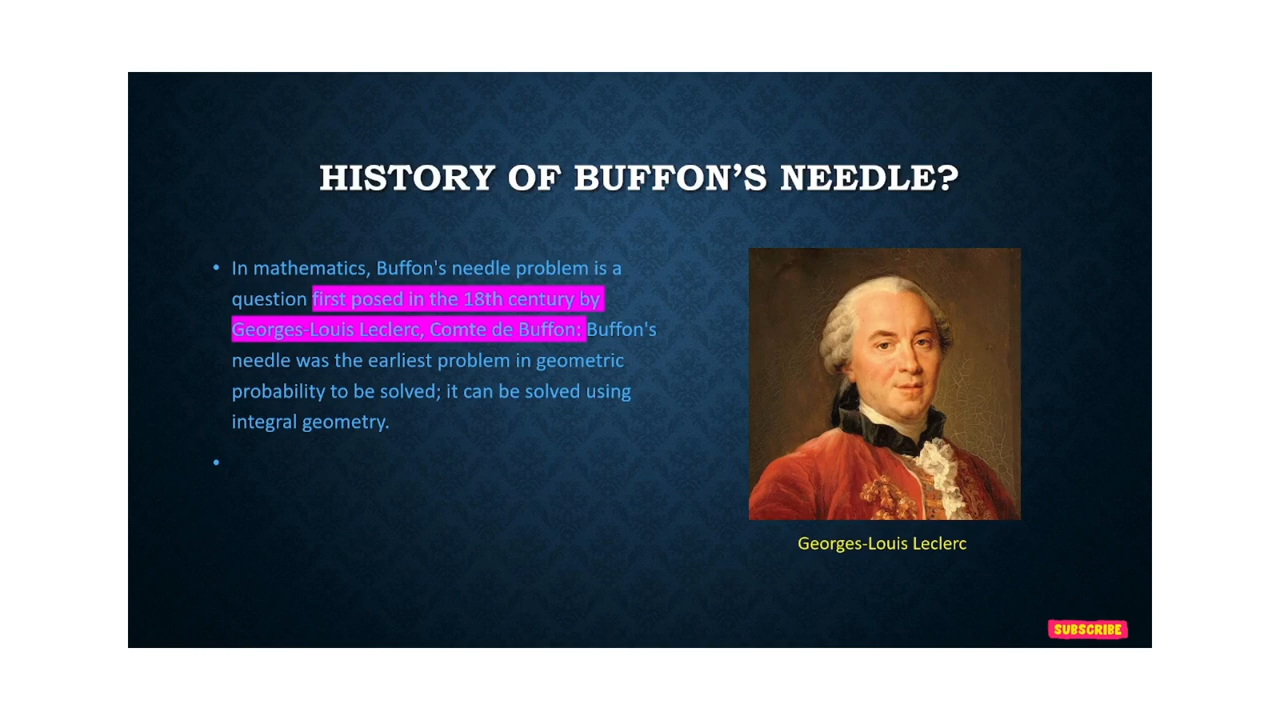 HISTORY OF BUFFON’S NEEDLE?
• In mathematics, Buffon's needle problem is a
question first posed in the 18th century by
Georges-Louis Leclerc, Comte de Buffon: Buffon's
needle was the earliest problem in geometric
probability to be solved; it can be solved using
integral geometry.
•
Georges-Louis Leclerc
SUBSCRIBE